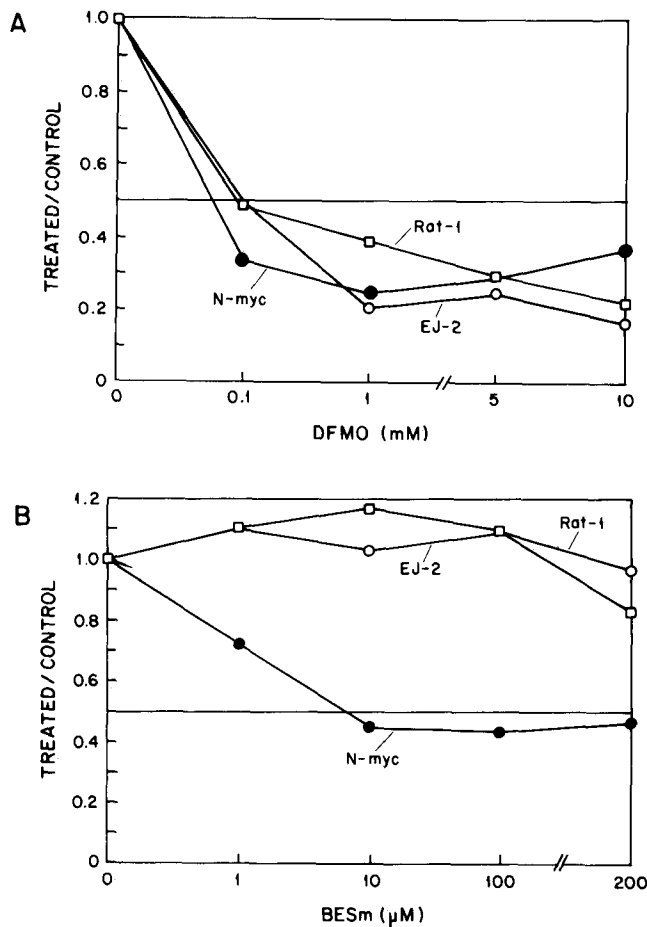 A
1.0
0.8
0.6
0.4
0.2
0
TREATED/CONTROL
Rat-1
N-myc
EJ-2
0 0.1 1 5 10
DFMO (mM)
B
1.2
1.0
0.8
0.6
0.4
0.2
0
TREATED/CONTROL
Rat-1
EJ-2
N-myc
0 1 10 100 200
BESm (μM)